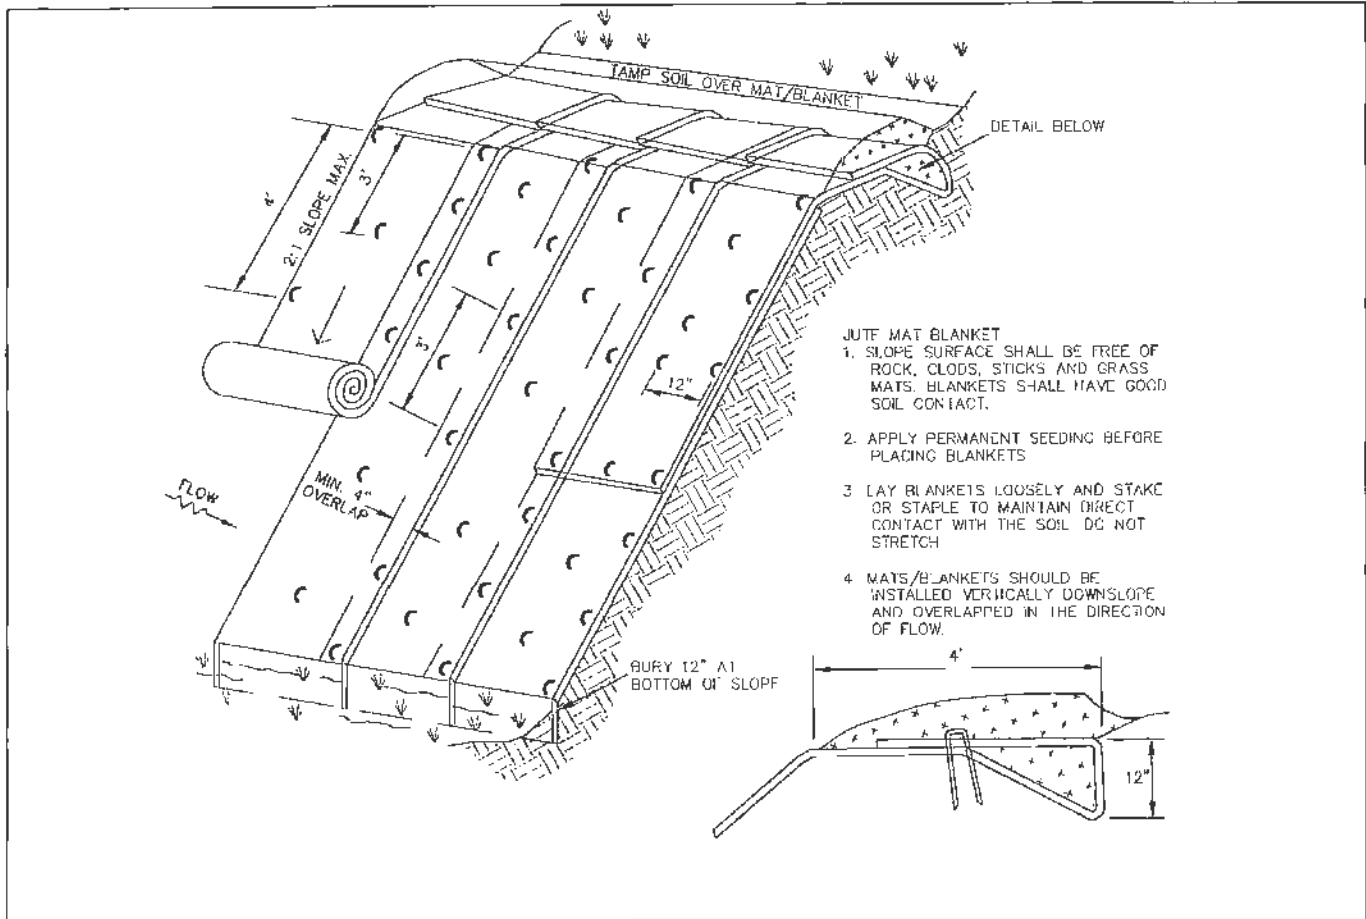 TAMP SOIL OVER MAT/BLANKET
DETAIL BELOW
4'
2:1 SLOPE MAX.
3'
12"
MIN. 4"
OVERLAP
FLOW
JUTE MAT BLANKET
1. SLOPE SURFACE SHALL BE FREE OF
ROCK, CLODS, STICKS AND GRASS
MATS. BLANKETS SHALL HAVE GOOD
SOIL CONTACT.
2. APPLY PERMANENT SEEDING BEFORE
PLACING BLANKETS
3 LAY BLANKETS LOOSELY AND STAKE
OR STAPLE TO MAINTAIN DIRECT
CONTACT WITH THE SOIL DO NOT
STRETCH
4 MATS/BLANKETS SHOULD BE
INSTALLED VERTICALLY DOWNSLOPE
AND OVERLAPPED IN THE DIRECTION
OF FLOW.
BURY 12" AT
BOTTOM OF SLOPE
4'
12"